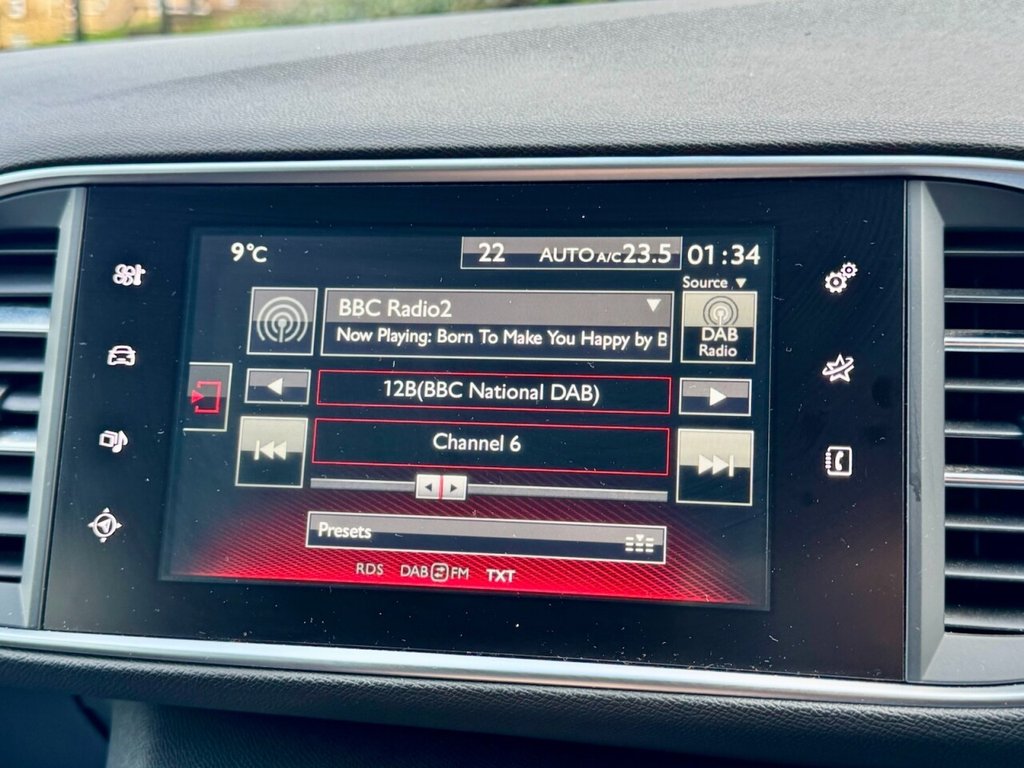 9°C
22 AUTO A/C 23.5 01:34
Source
BBC Radio2
Now Playing: Born To Make You Happy by B
DAB
Radio
12B(BBC National DAB)
Channel 6
Presets
RDS DAB FM TXT